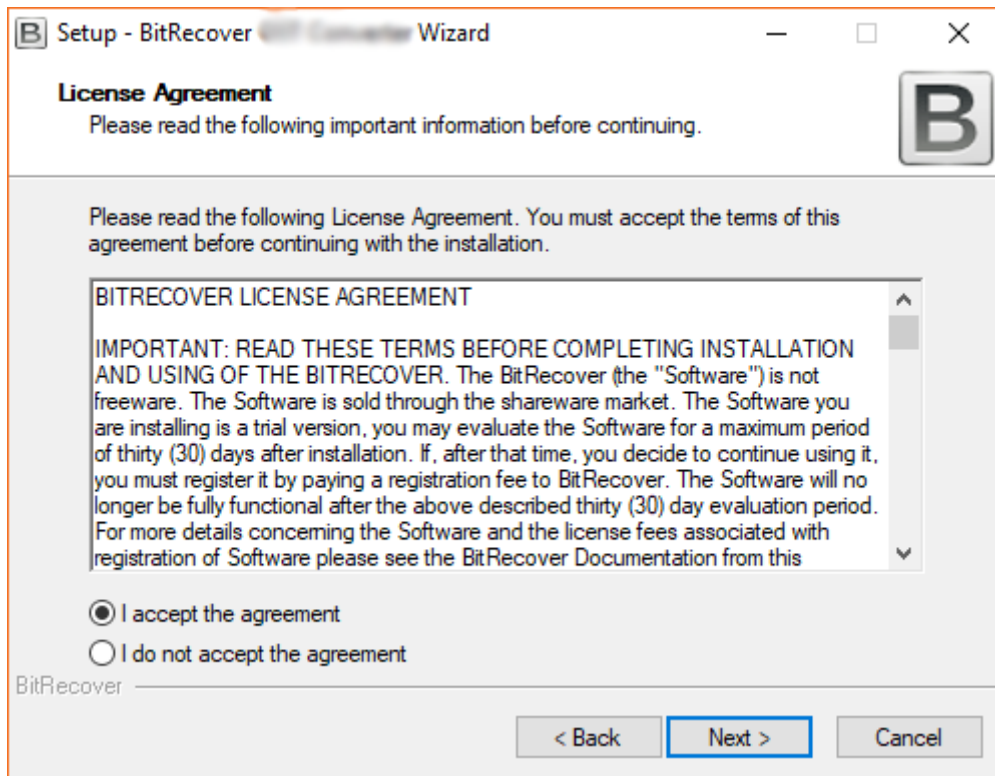 B Setup - BitRecover Wizard
License Agreement
Please read the following important information before continuing.
B
Please read the following License Agreement. You must accept the terms of this
agreement before continuing with the installation.
BITRECOVER LICENSE AGREEMENT
IMPORTANT: READ THESE TERMS BEFORE COMPLETING INSTALLATION
AND USING OF THE BITRECOVER. The BitRecover (the "Software") is not
freeware. The Software is sold through the shareware market. The Software you
are installing is a trial version, you may evaluate the Software for a maximum period
of thirty (30) days after installation. If, after that time, you decide to continue using it,
you must register it by paying a registration fee to BitRecover. The Software will no
longer be fully functional after the above described thirty (30) day evaluation period.
For more details concerning the Software and the license fees associated with
registration of Software please see the BitRecover Documentation from this
I accept the agreement
I do not accept the agreement
BitRecover
< Back Next > Cancel